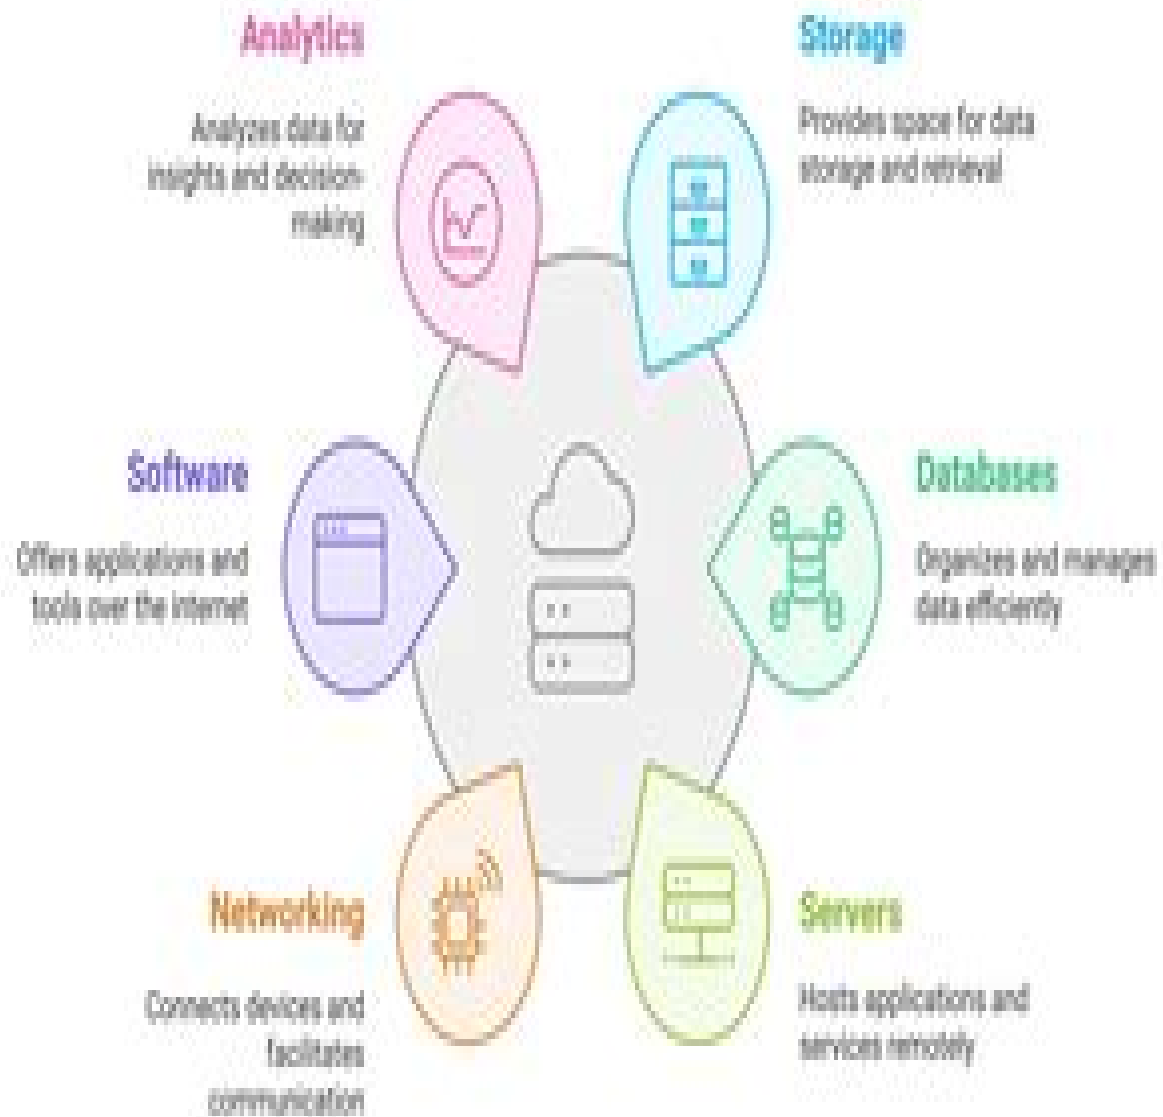 Analytics
Analyzes data for
insights and decision-
making
Storage
Provides space for data
storage and retrieval
Software
Offers applications and
tools over the internet
Databases
Organizes and manages
data efficiently
Networking
Connects devices and
facilitates
communication
Servers
Hosts applications and
services remotely